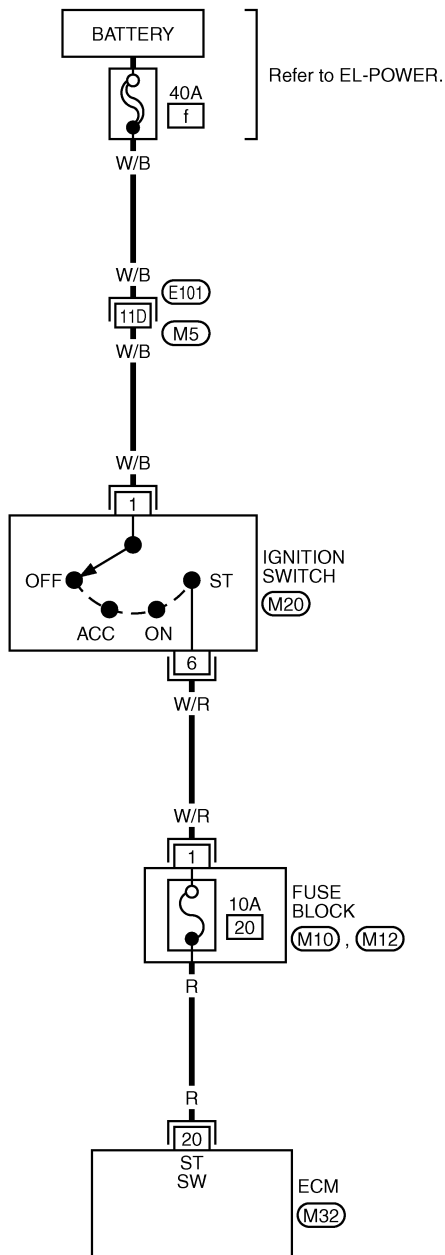 BATTERY
Refer to EL-POWER.
40A
f
W/B
W/B
E101
11D
M5
W/B
W/B
1
IGNITION
SWITCH
M20
OFF
ST
ACC
ON
6
W/R
W/R
1
FUSE
BLOCK
M10 , M12
10A
20
R
R
20
ST
SW
ECM
M32